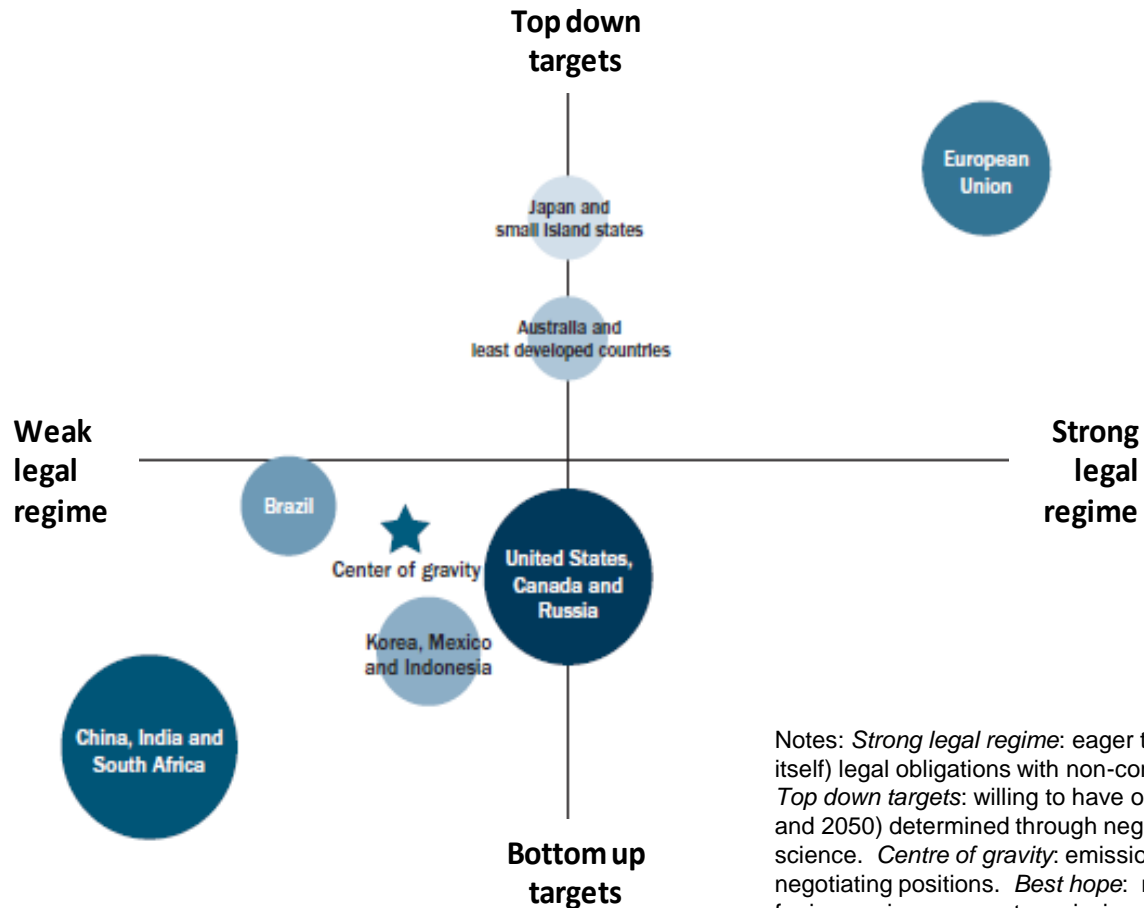 Top down
targets
European
Union
Japan and
small island states
Australia and
least developed countries
Weak
legal
regime
Strong
legal
regime
Brazil
Center of gravity
United States,
Canada and
Russia
Korea, Mexico
and Indonesia
China, India and
South Africa
Bottom up
targets
Notes: Strong legal regime: eager t
itself) legal obligations with non-con
Top down targets: willing to have o
and 2050) determined through neg
science. Centre of gravity: emissio
negotiating positions. Best hope: